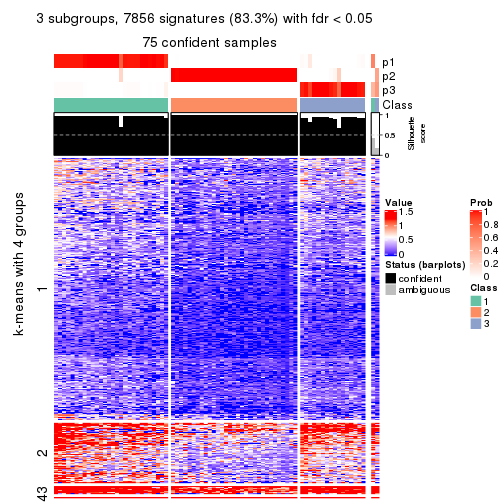 3 subgroups, 7856 signatures (83.3%) with fdr < 0.05
75 confident samples
p1
p2
p3
Class
1
0.5
0
Silhouette
score
k-means with 4 groups
1
2
3
4
Value
1.5
1
0.5
0
Status (barplots)
confident
ambiguous
Prob
1
0.8
0.6
0.4
0.2
0
Class
1
2
3